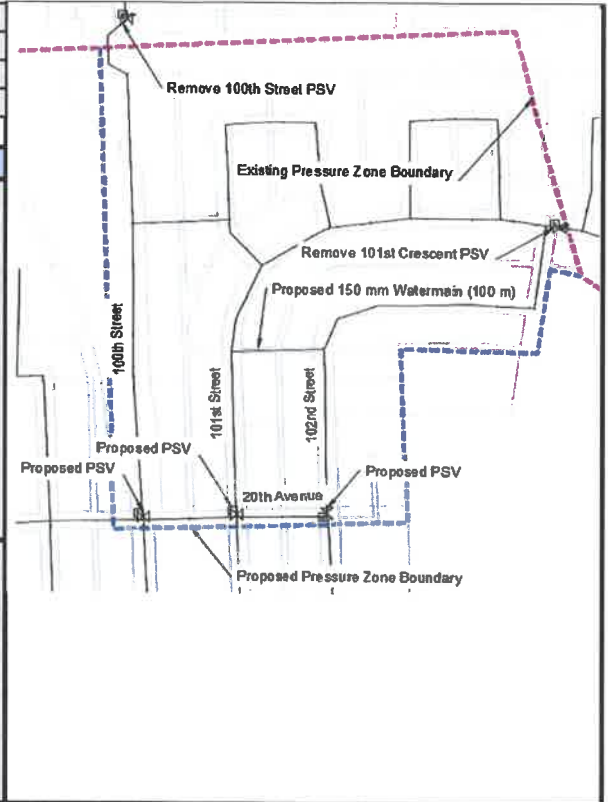 Remove 100th Street PSV
Existing Pressure Zone Boundary
Remove 101st Crescent PSV
Proposed 150 mm Watermain (100 m)
100th Street
101st Street
102nd Street
Proposed PSV
Proposed PSV
Proposed PSV
20th Avenue
Proposed Pressure Zone Boundary